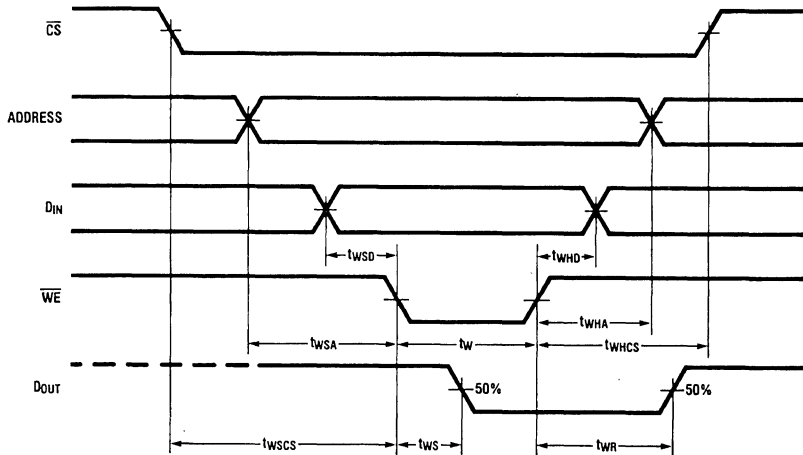 CS
ADDRESS
DIN
tWSD
tWHD
WE
tWHA
tWSA
tW
tWHCS
DOUT
50%
50%
tWSCS
tWS
tWR